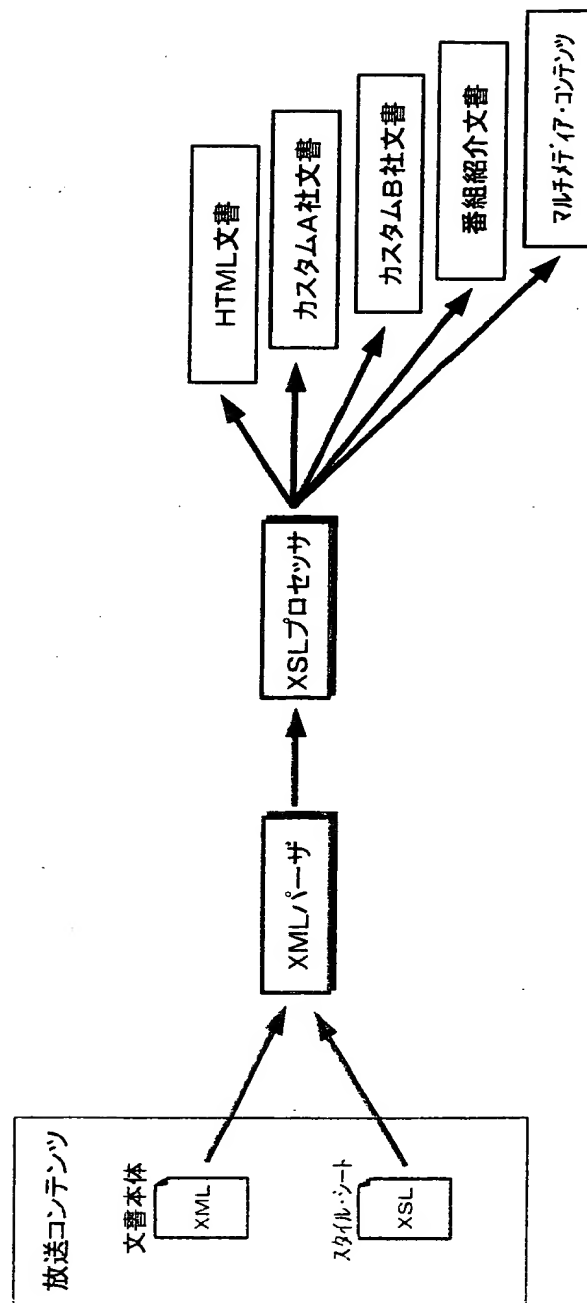 放送コンテンツ
文書本体
XML
スタイル・シート
XSL
XMLパーザ
XSLプロセッサ
HTML文書
カスタムA社文書
カスタムB社文書
番組紹介文書
マルチメディア・コンテンツ